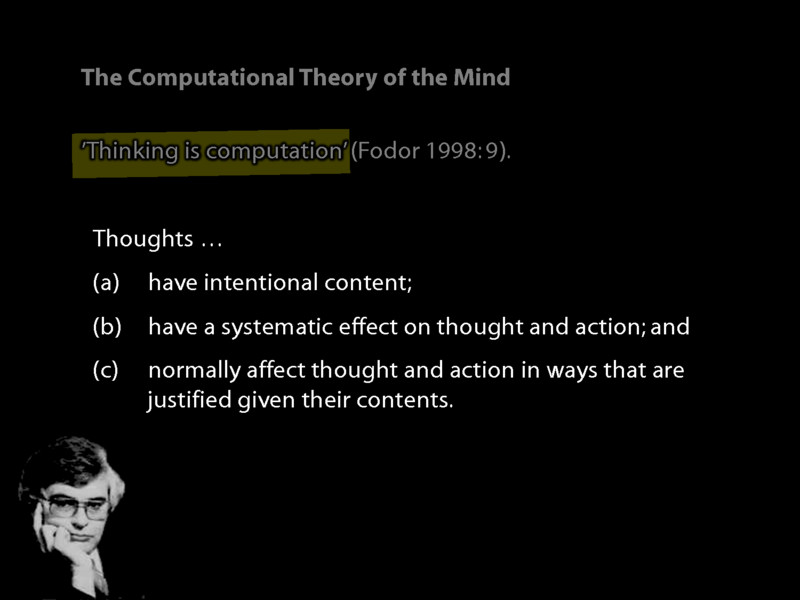 The Computational Theory of the Mind
'Thinking is computation' (Fodor 1998: 9).
Thoughts …
(a) have intentional content;
(b) have a systematic effect on thought and action; and
(c) normally affect thought and action in ways that are
justified given their contents.